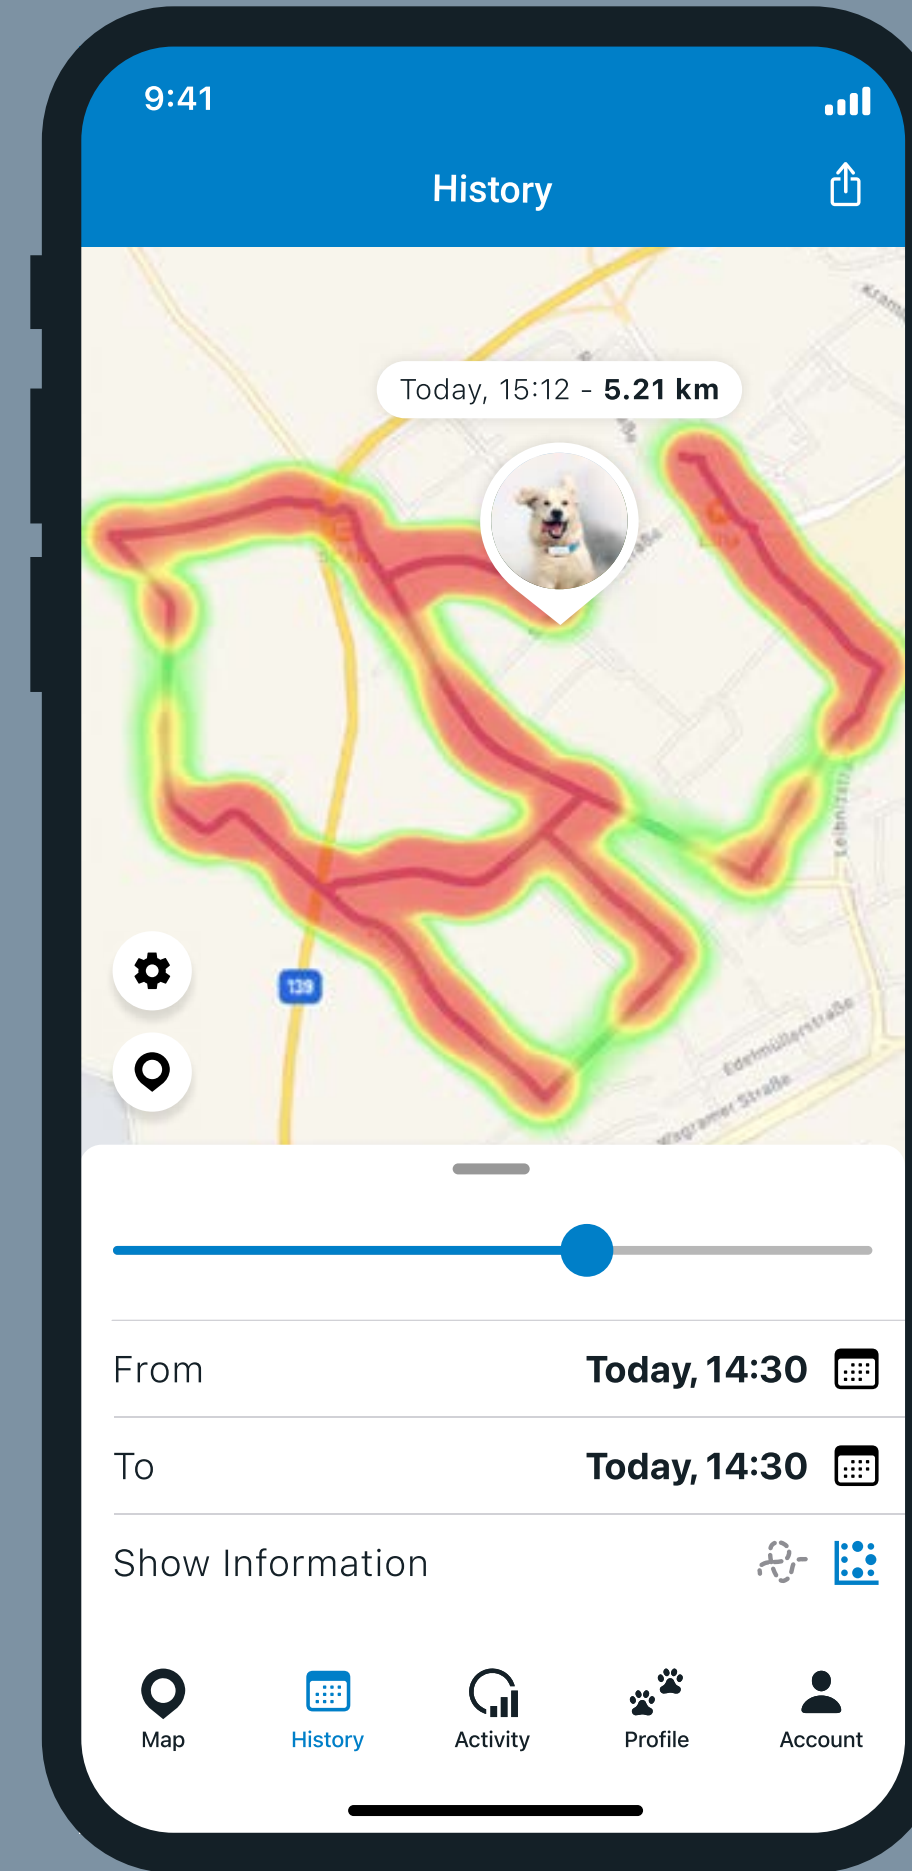 9:41
History
Today, 15:12 - 5.21 km
139
Leibnizstr
Edelmüllerstraße
Wagramer Straße
From
Today, 14:30
To
Today, 14:30
Show Information
Map
History
Activity
Profile
Account